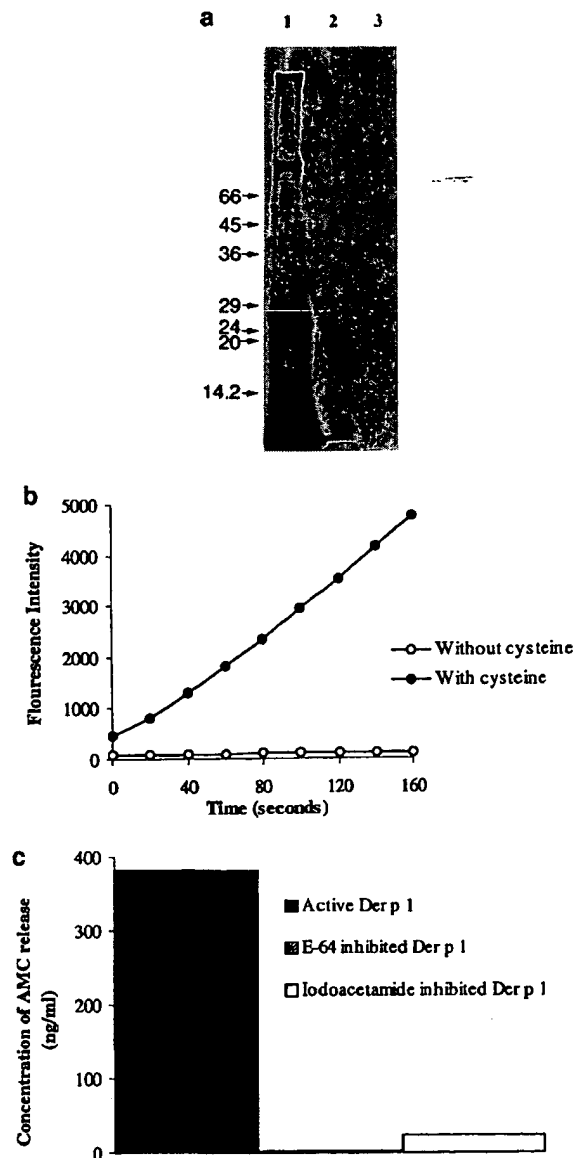 a
1 2 3
66
45
36
29
24
20
14.2
b
5000
4000
3000
2000
1000
0
Flourescence Intensity
Without cysteine
With cysteine
0 40 80 120 160
Time (seconds)
c
400
300
200
100
0
Concentration of AMC release
(ng/ml)
Active Der p 1
E-64 inhibited Der p 1
Iodoacetamide inhibited Der p 1